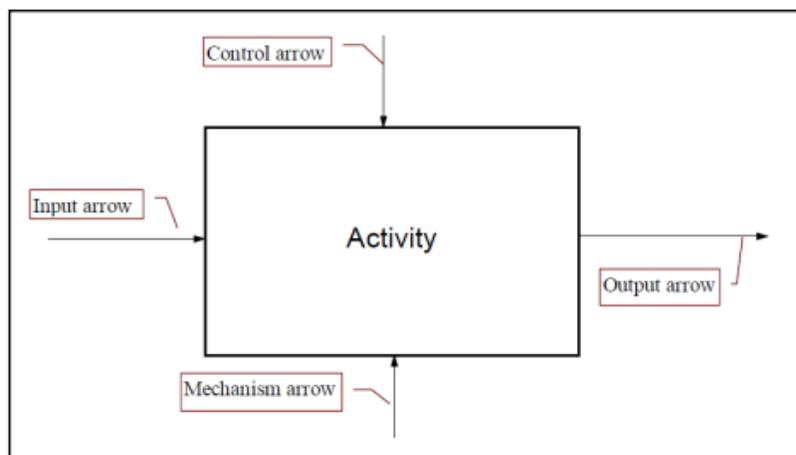 Control arrow
Input arrow
Activity
Output arrow
Mechanism arrow